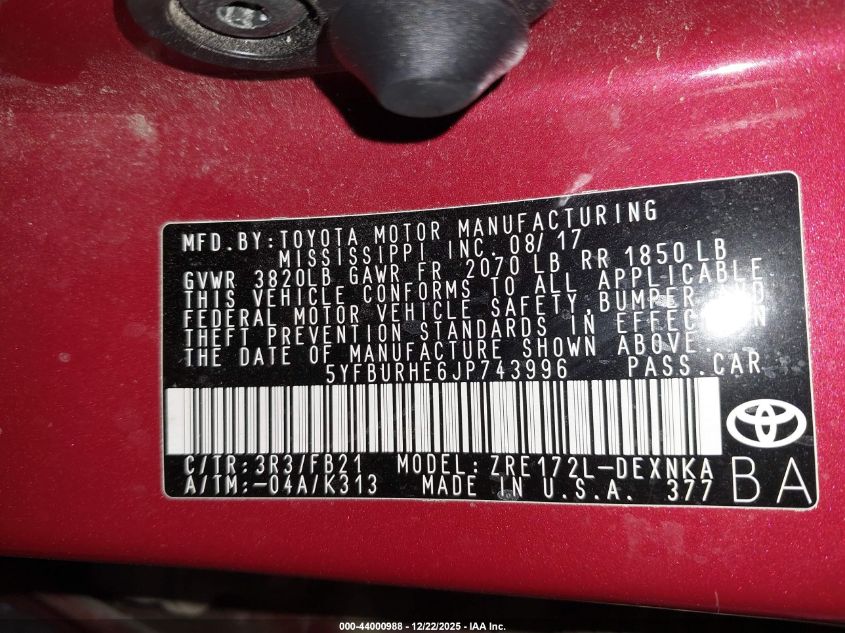 MFD. BY: TOYOTA MOTOR MANUFACTURING
MISSISSIPPI INC. 08/17
GVWR 3820LB GAWR FR 2070 LB RR 1850 LB
THIS VEHICLE CONFORMS TO ALL APPLICABLE
FEDERAL MOTOR VEHICLE SAFETY, BUMPER AND
THEFT PREVENTION STANDARDS IN EFFECT ON
THE DATE OF MANUFACTURE SHOWN ABOVE.
5YFBURHE6JP743996 PASS. CAR
C/TR: 3R3/FB21 MODEL: ZRE172L-DEXNKA
A/TM: -04A/K313 MADE IN U.S.A. 377 BA
000-44000988 - 12/22/2025 - IAA Inc.